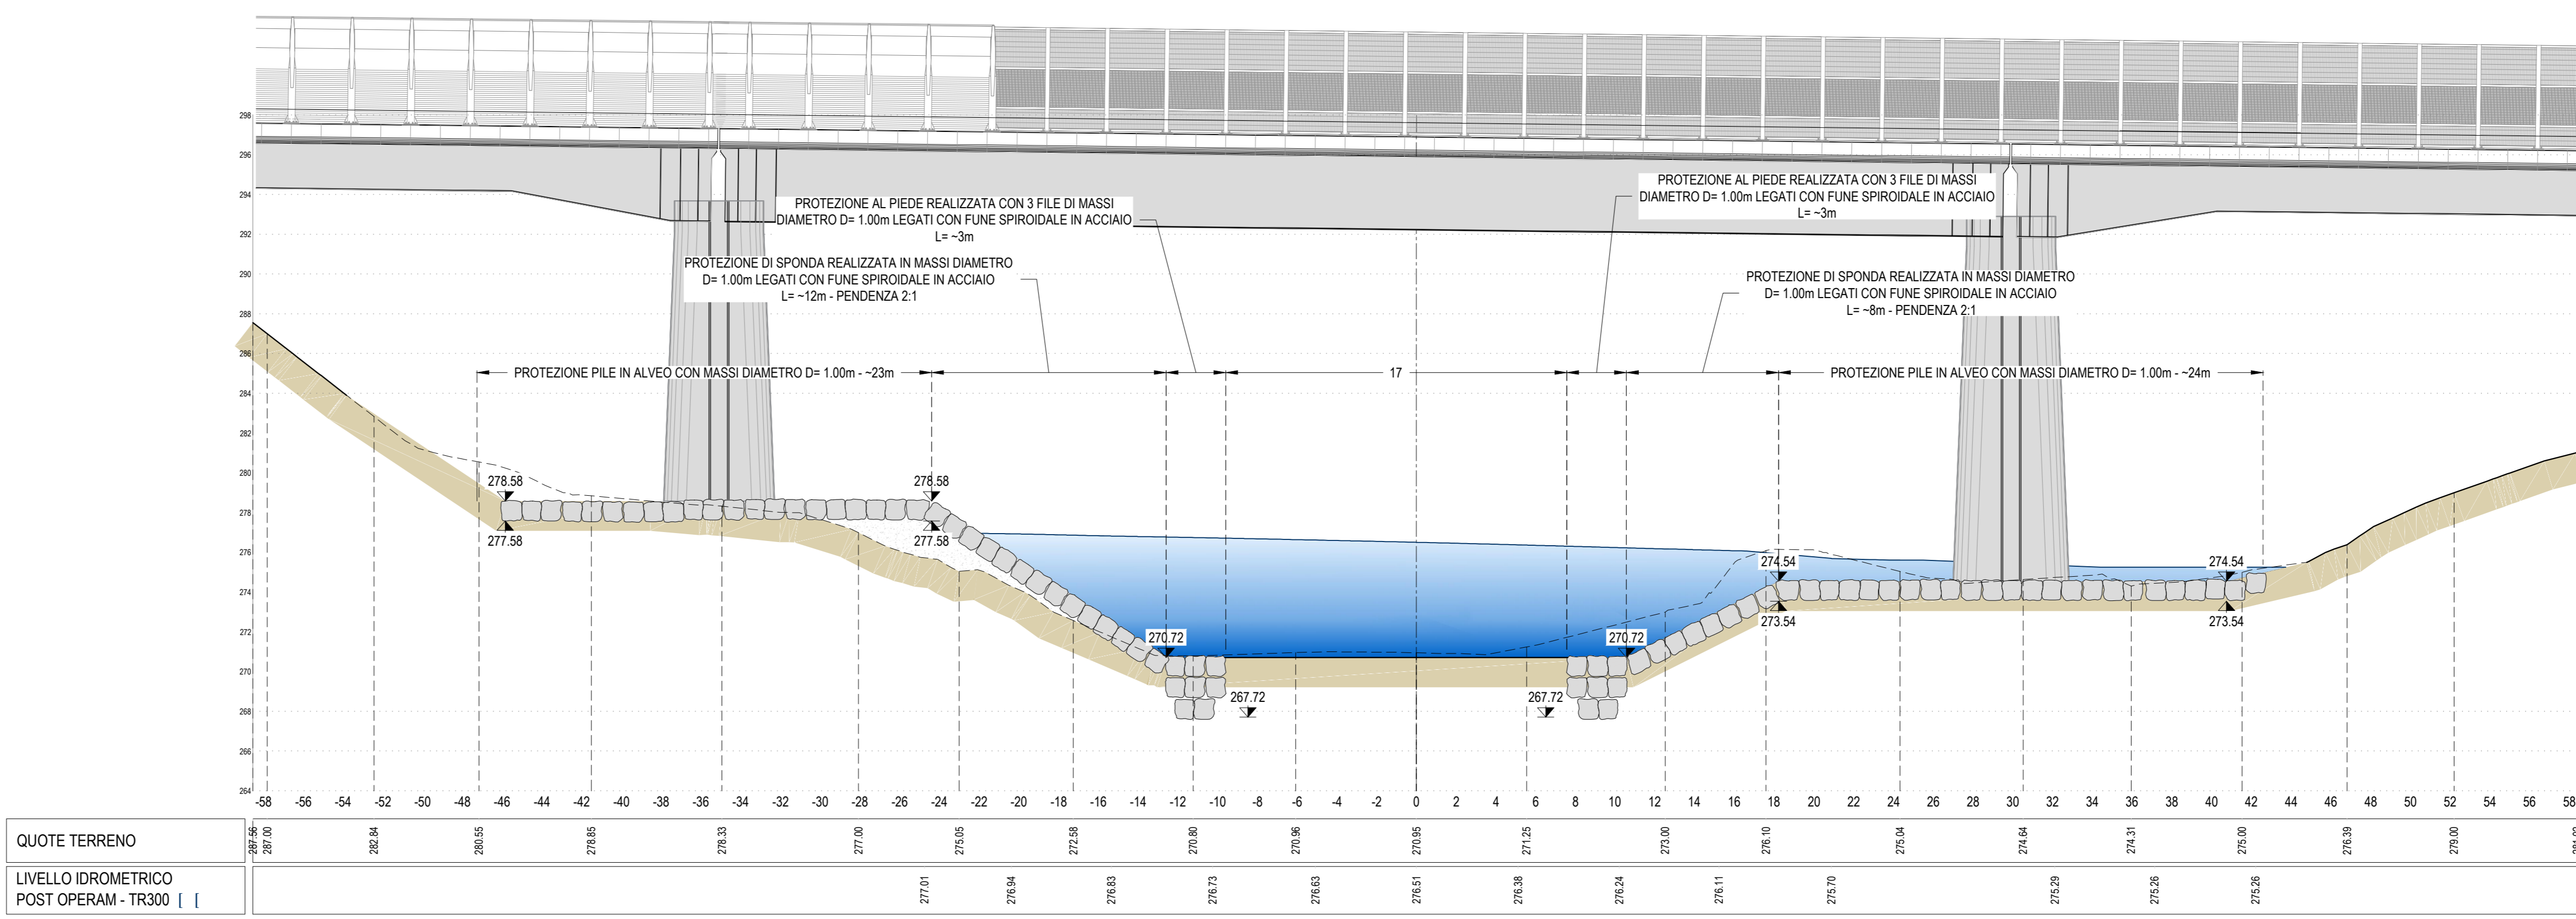 298
296
294
292
290
288
286
284
282
280
278
276
274
272
270
268
266
264
PROTEZIONE AL PIEDE REALIZZATA CON 3 FILE DI MASSI
DIAMETRO D= 1.00m LEGATI CON FUNE SPIROIDALE IN ACCIAIO
L= ~3m
PROTEZIONE DI SPONDA REALIZZATA IN MASSI DIAMETRO
D= 1.00m LEGATI CON FUNE SPIROIDALE IN ACCIAIO
L= ~12m - PENDENZA 2:1
PROTEZIONE AL PIEDE REALIZZATA CON 3 FILE DI MASSI
DIAMETRO D= 1.00m LEGATI CON FUNE SPIROIDALE IN ACCIAIO
L= ~3m
PROTEZIONE DI SPONDA REALIZZATA IN MASSI DIAMETRO
D= 1.00m LEGATI CON FUNE SPIROIDALE IN ACCIAIO
L= ~8m - PENDENZA 2:1
PROTEZIONE PILE IN ALVEO CON MASSI DIAMETRO D= 1.00m - ~23m
17
PROTEZIONE PILE IN ALVEO CON MASSI DIAMETRO D= 1.00m - ~24m
278.58
278.58
277.58
277.58
274.54
274.54
273.54
273.54
270.72
270.72
267.72
267.72
-58 -56 -54 -52 -50 -48 -46 -44 -42 -40 -38 -36 -34 -32 -30 -28 -26 -24 -22 -20 -18 -16 -14 -12 -10 -8 -6 -4 -2 0 2 4 6 8 10 12 14 16 18 20 22 24 26 28 30 32 34 36 38 40 42 44 46 48 50 52 54 56 58
QUOTE TERRENO
287.56 287.00 282.84 280.55 278.85 278.33 277.00 275.05 272.58 270.80 270.96 270.95 271.25 273.00 276.10 275.04 274.64 274.31 275.00 276.39 279.00
LIVELLO IDROMETRICO
POST OPERAM - TR300 [ [
277.01 276.94 276.83 276.73 276.63 276.51 276.38 276.24 276.11 275.70 275.29 275.26 275.26